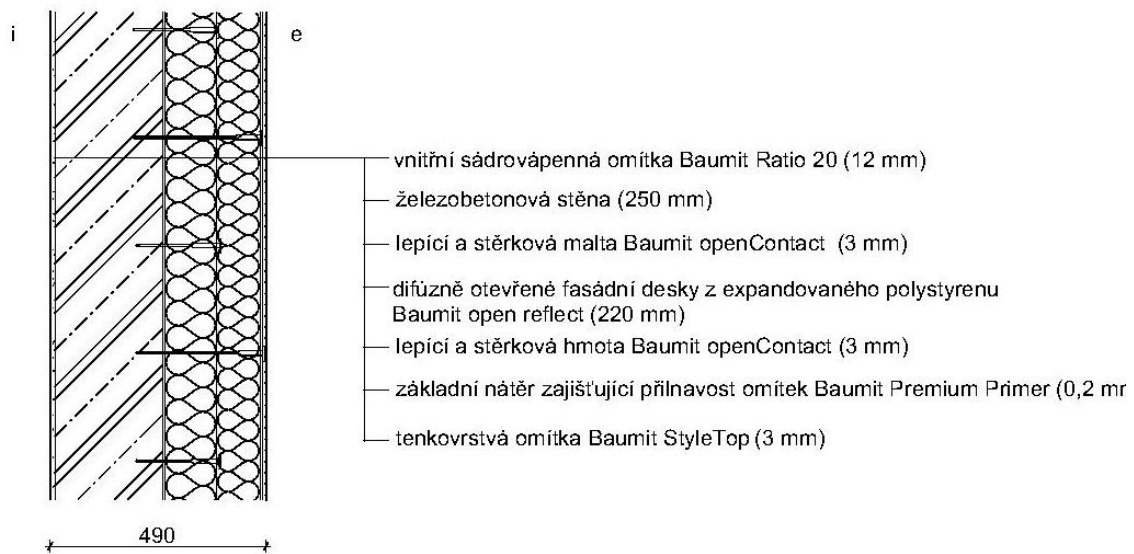 i
e
vnitřní sádrovápenná omítka Baumit Ratio 20 (12 mm)
železobetonová stěna (250 mm)
lepící a stěrková malta Baumit openContact (3 mm)
difúzně otevřené fasádní desky z expandovaného polystyrenu
Baumit open reflect (220 mm)
lepící a stěrková hmota Baumit openContact (3 mm)
základní nátěr zajišťující přilnavost omítek Baumit Premium Primer (0,2 mm
tenkovrstvá omítka Baumit StyleTop (3 mm)
490